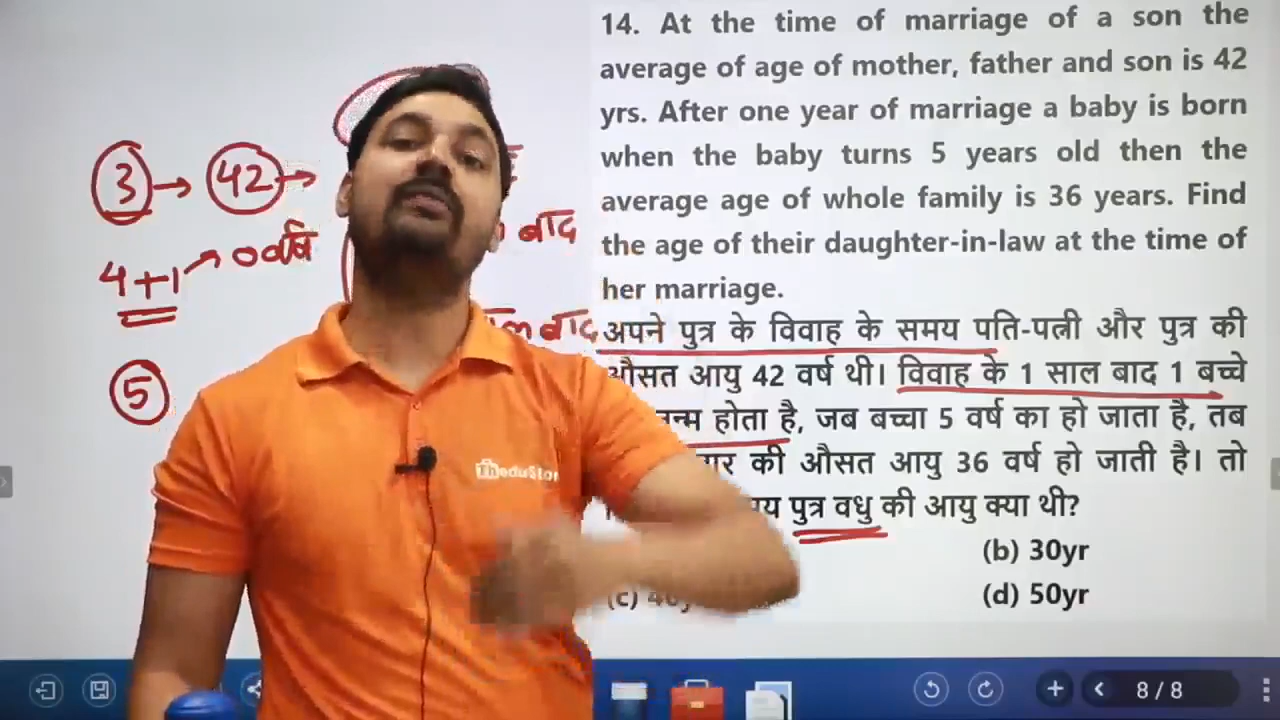 14. At the time of marriage of a son the
average of age of mother, father and son is 42
yrs. After one year of marriage a baby is born
when the baby turns 5 years old then the
average age of whole family is 36 years. Find
the age of their daughter-in-law at the time of
her marriage.
अपने पुत्र के विवाह के समय पति-पत्नी और पुत्र की
औसत आयु 42 वर्ष थी। विवाह के 1 साल बाद 1 बच्चे
होता है, जब बच्चा 5 वर्ष का हो जाता है, तब
की औसत आयु 36 वर्ष हो जाती है। तो
पुत्र वधु की आयु क्या थी?
(b) 30yr
(c) (d) 50yr
3 → 42 →
बाद
4+1 → 0 वर्ष
बाद
5
TheduStor
8 / 8